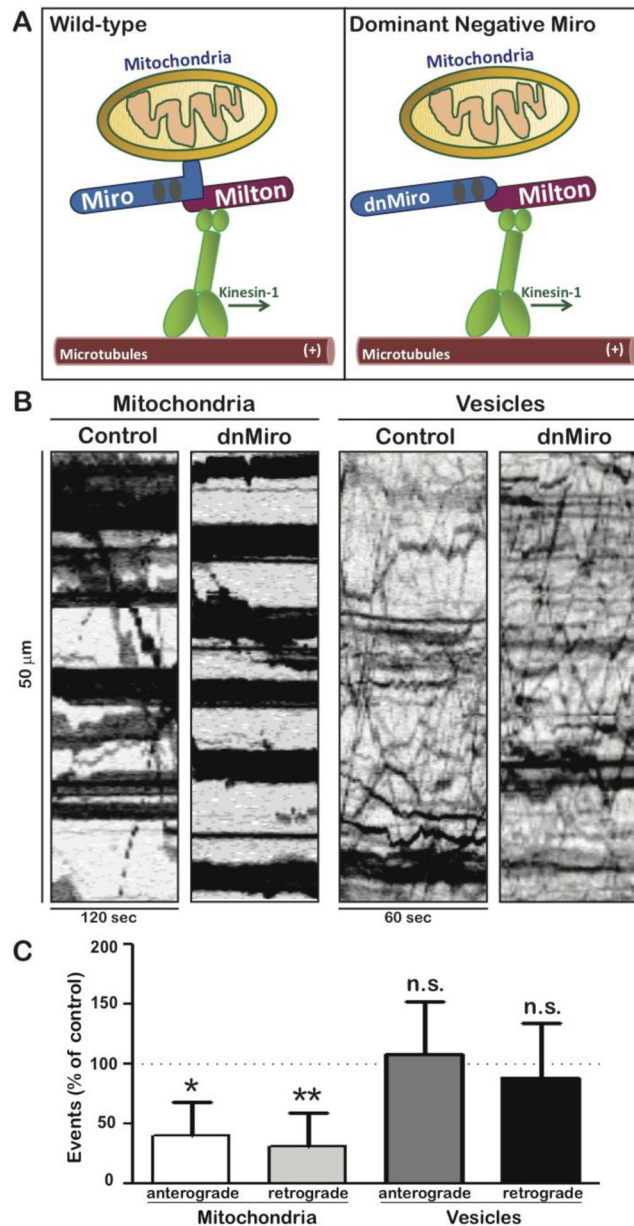 A
Wild-type
Mitochondria
Miro
Milton
Kinesin-1
Microtubules
(+)
Dominant Negative Miro
Mitochondria
dnMiro
Milton
Kinesin-1
Microtubules
(+)
B
Mitochondria
Vesicles
Control
dnMiro
Control
dnMiro
50 μm
120 sec
60 sec
C
Events (% of control)
200
150
100
50
0
*
**
n.s.
n.s.
anterograde
retrograde
anterograde
retrograde
Mitochondria
Vesicles